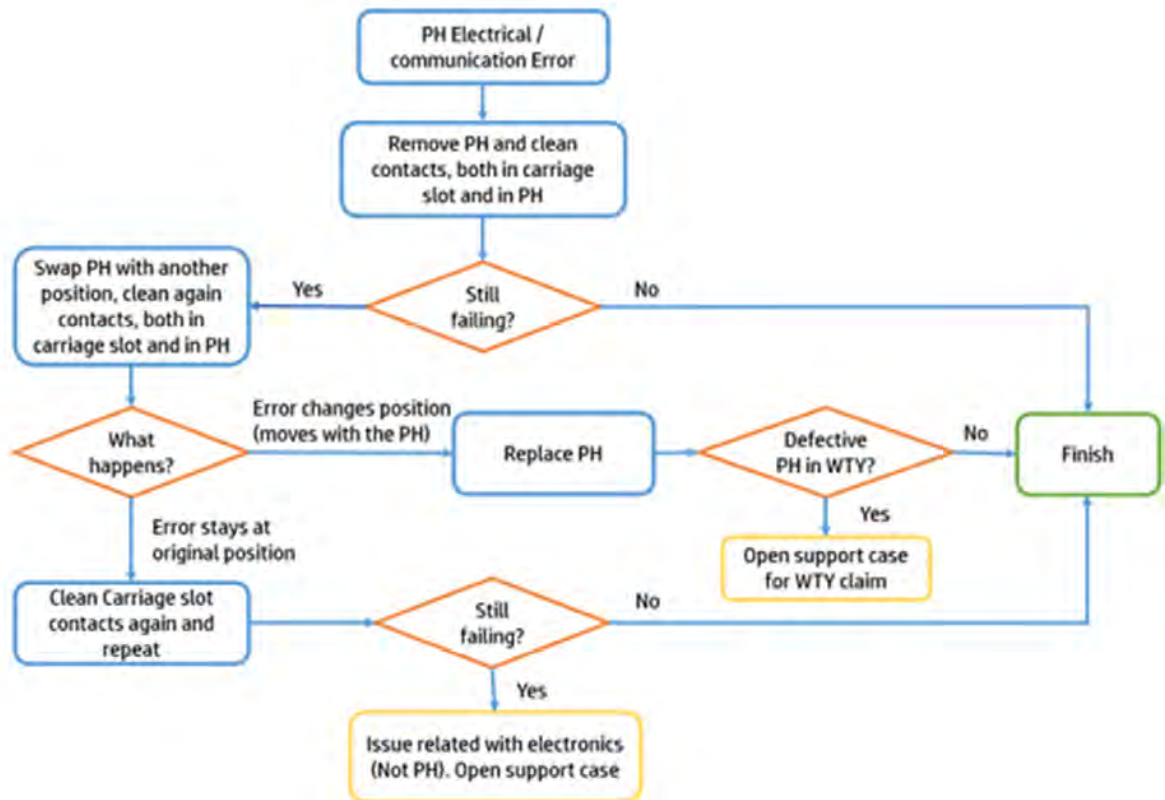 PH Electrical /
communication Error
Remove PH and clean
contacts, both in carriage
slot and in PH
Swap PH with another
position, clean again
contacts, both in
carriage slot and in PH
Yes
Still
failing?
No
What
happens?
Error changes position
(moves with the PH)
Replace PH
Defective
PH in WTY?
No
Finish
Yes
Open support case
for WTY claim
Error stays at
original position
Clean Carriage slot
contacts again and
repeat
Still
failing?
No
Yes
Issue related with electronics
(Not PH). Open support case